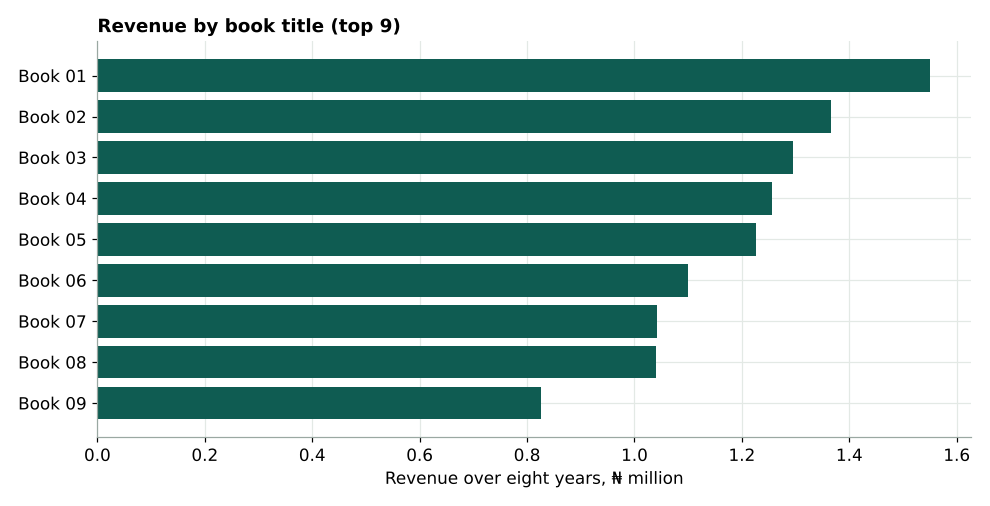 Revenue by book title (top 9)
Book 01
Book 02
Book 03
Book 04
Book 05
Book 06
Book 07
Book 08
Book 09
0.0 0.2 0.4 0.6 0.8 1.0 1.2 1.4 1.6
Revenue over eight years, ₦ million